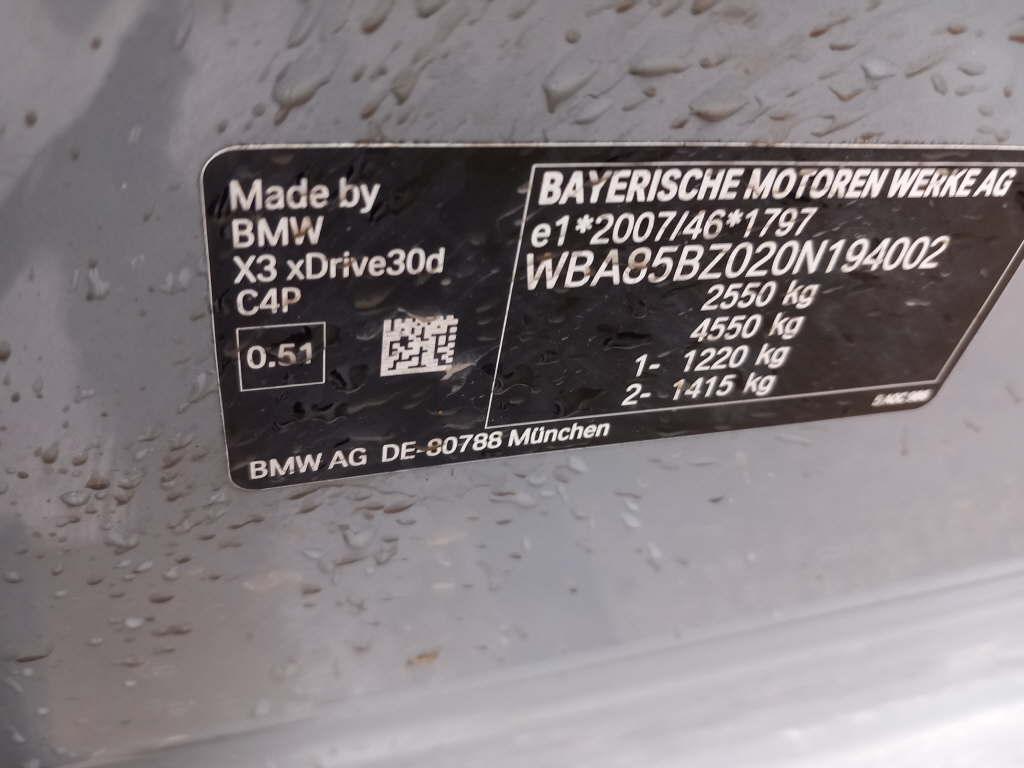 Made by
BMW
X3 xDrive30d
C4P
0.51
BAYERISCHE MOTOREN WERKE AG
e1*2007/46*1797
WBA85BZ020N194002
2550 kg
4550 kg
1- 1220 kg
2- 1415 kg
BMW AG DE-80788 München